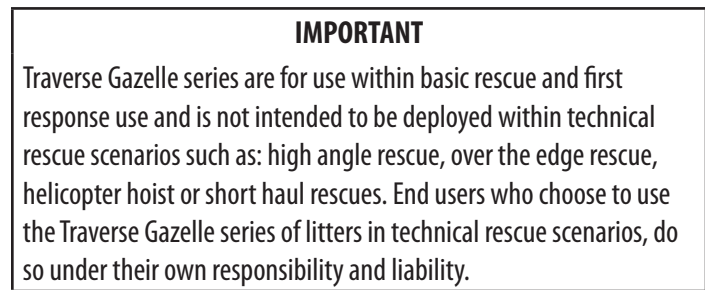 IMPORTANT
Traverse Gazelle series are for use within basic rescue and first
response use and is not intended to be deployed within technical
rescue scenarios such as: high angle rescue, over the edge rescue,
helicopter hoist or short haul rescues. End users who choose to use
the Traverse Gazelle series of litters in technical rescue scenarios, do
so under their own responsibility and liability.